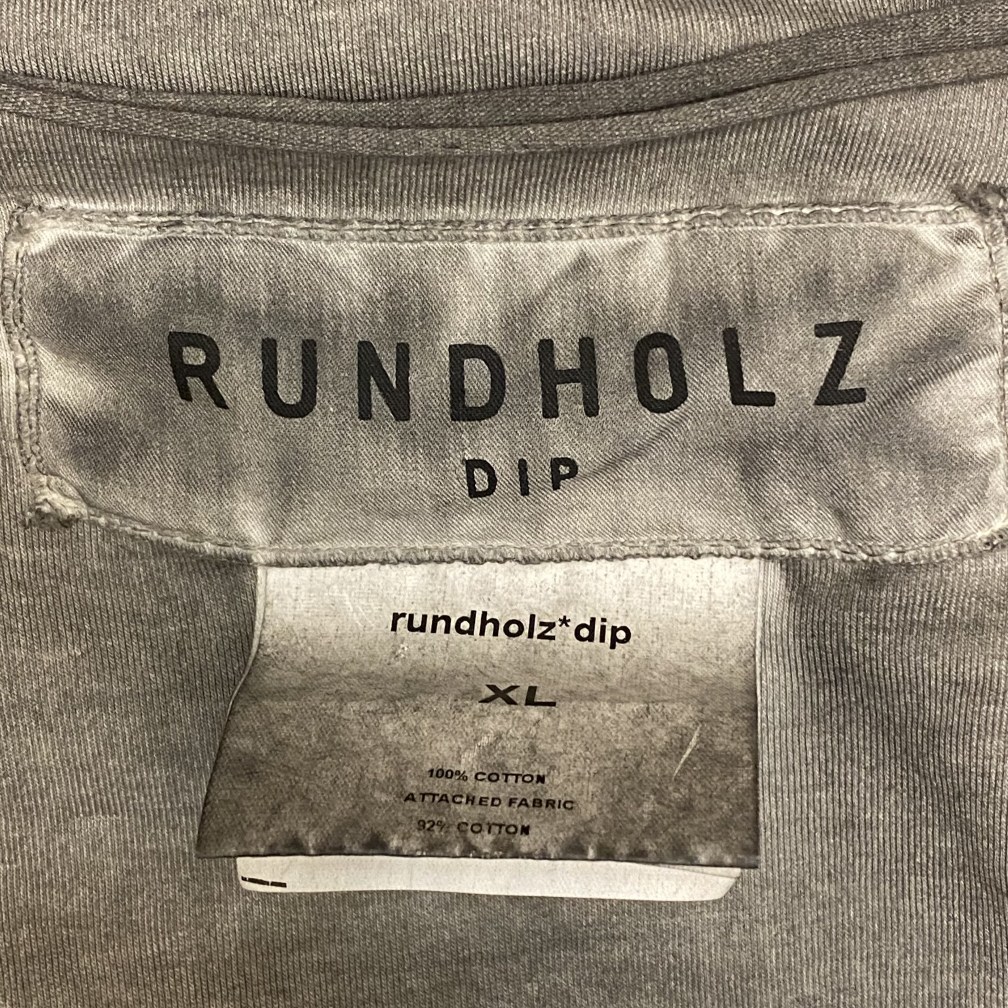 RUNDHOLZ
DIP
rundholz*dip
XL
100% COTTON
ATTACHED FABRIC
92% COTTON